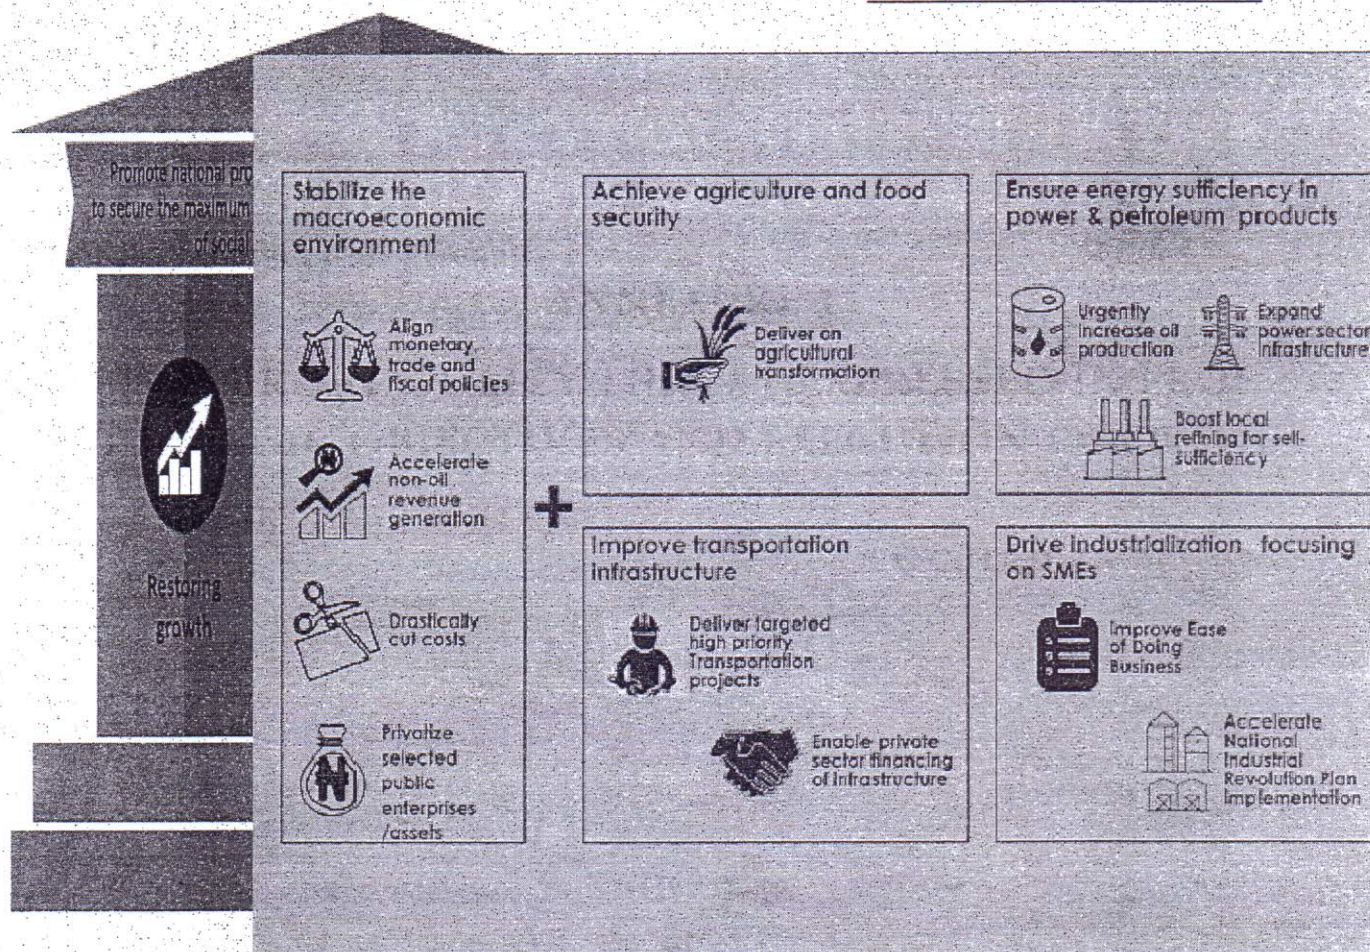 Promote national pro
to secure the maximum
of social
Restoring
growth
Stabilize the
macroeconomic
environment
Align
monetary,
trade and
fiscal policies
Accelerate
non-oil
revenue
generation
Drastically
cut costs
Privatize
selected
public
enterprises
/assets
+
Achieve agriculture and food
security
Deliver on
agricultural
transformation
Ensure energy sufficiency in
power & petroleum products
Urgently
increase oil
production
Expand
power sector
infrastructure
Boost local
refining for self-
sufficiency
Improve transportation
infrastructure
Deliver targeted
high priority
Transportation
projects
Enable private
sector financing
of infrastructure
Drive industrialization focusing
on SMEs
Improve Ease
of Doing
Business
Accelerate
National
Industrial
Revolution Plan
implementation